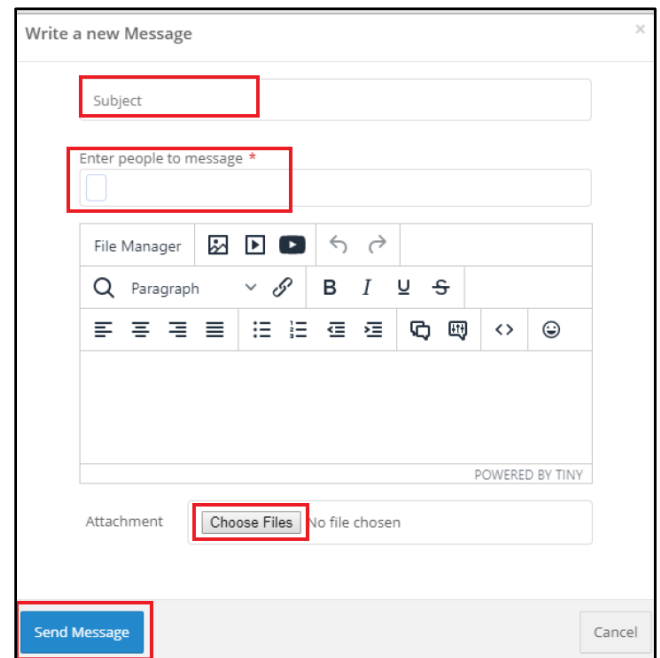 Write a new Message ×
Subject
Enter people to message *
File Manager
Paragraph B I U S
POWERED BY TINY
Attachment Choose Files No file chosen
Send Message Cancel